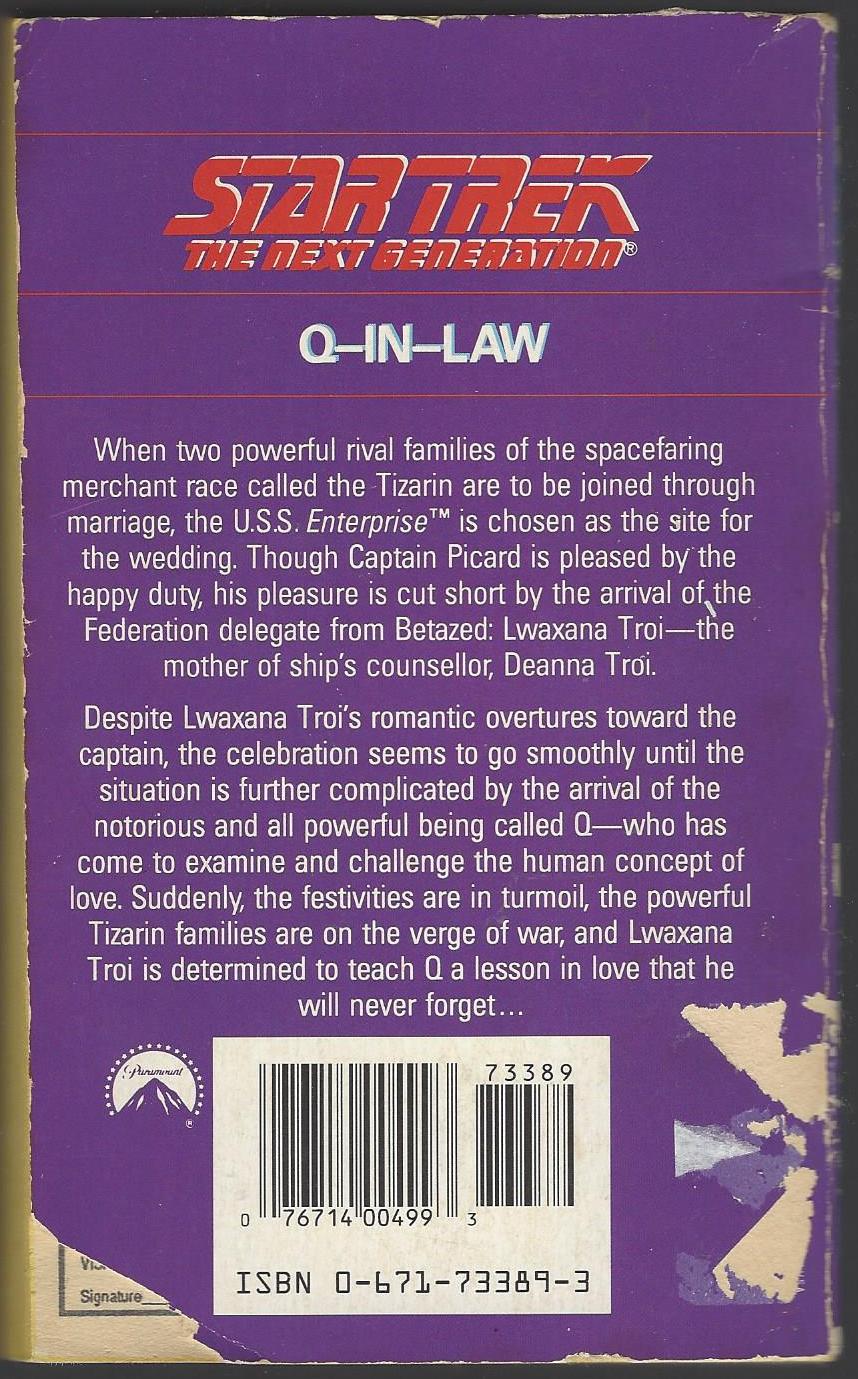 STAR TREK
THE NEXT GENERATION®
Q–IN–LAW
When two powerful rival families of the spacefaring
merchant race called the Tizarin are to be joined through
marriage, the U.S.S. Enterprise™ is chosen as the site for
the wedding. Though Captain Picard is pleased by the
happy duty, his pleasure is cut short by the arrival of the
Federation delegate from Betazed: Lwaxana Troi—the
mother of ship's counsellor, Deanna Troi.
Despite Lwaxana Troi's romantic overtures toward the
captain, the celebration seems to go smoothly until the
situation is further complicated by the arrival of the
notorious and all powerful being called Q—who has
come to examine and challenge the human concept of
love. Suddenly, the festivities are in turmoil, the powerful
Tizarin families are on the verge of war, and Lwaxana
Troi is determined to teach Q a lesson in love that he
will never forget...
Paramount
®
73389
0 76714 00499 3
ISBN 0-671-73389-3
Signature